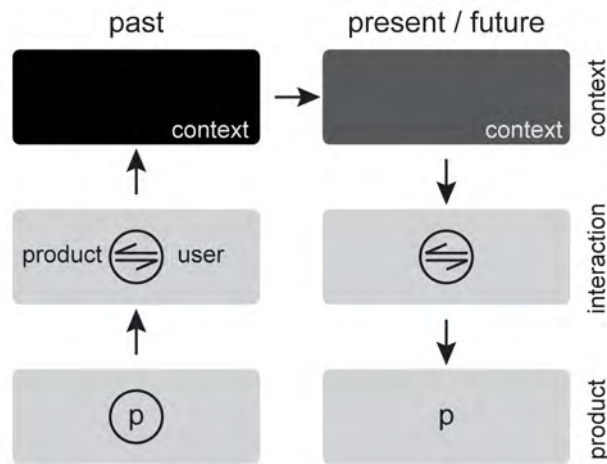 past
present / future
context
context
context
product
user
interaction
p
p
product